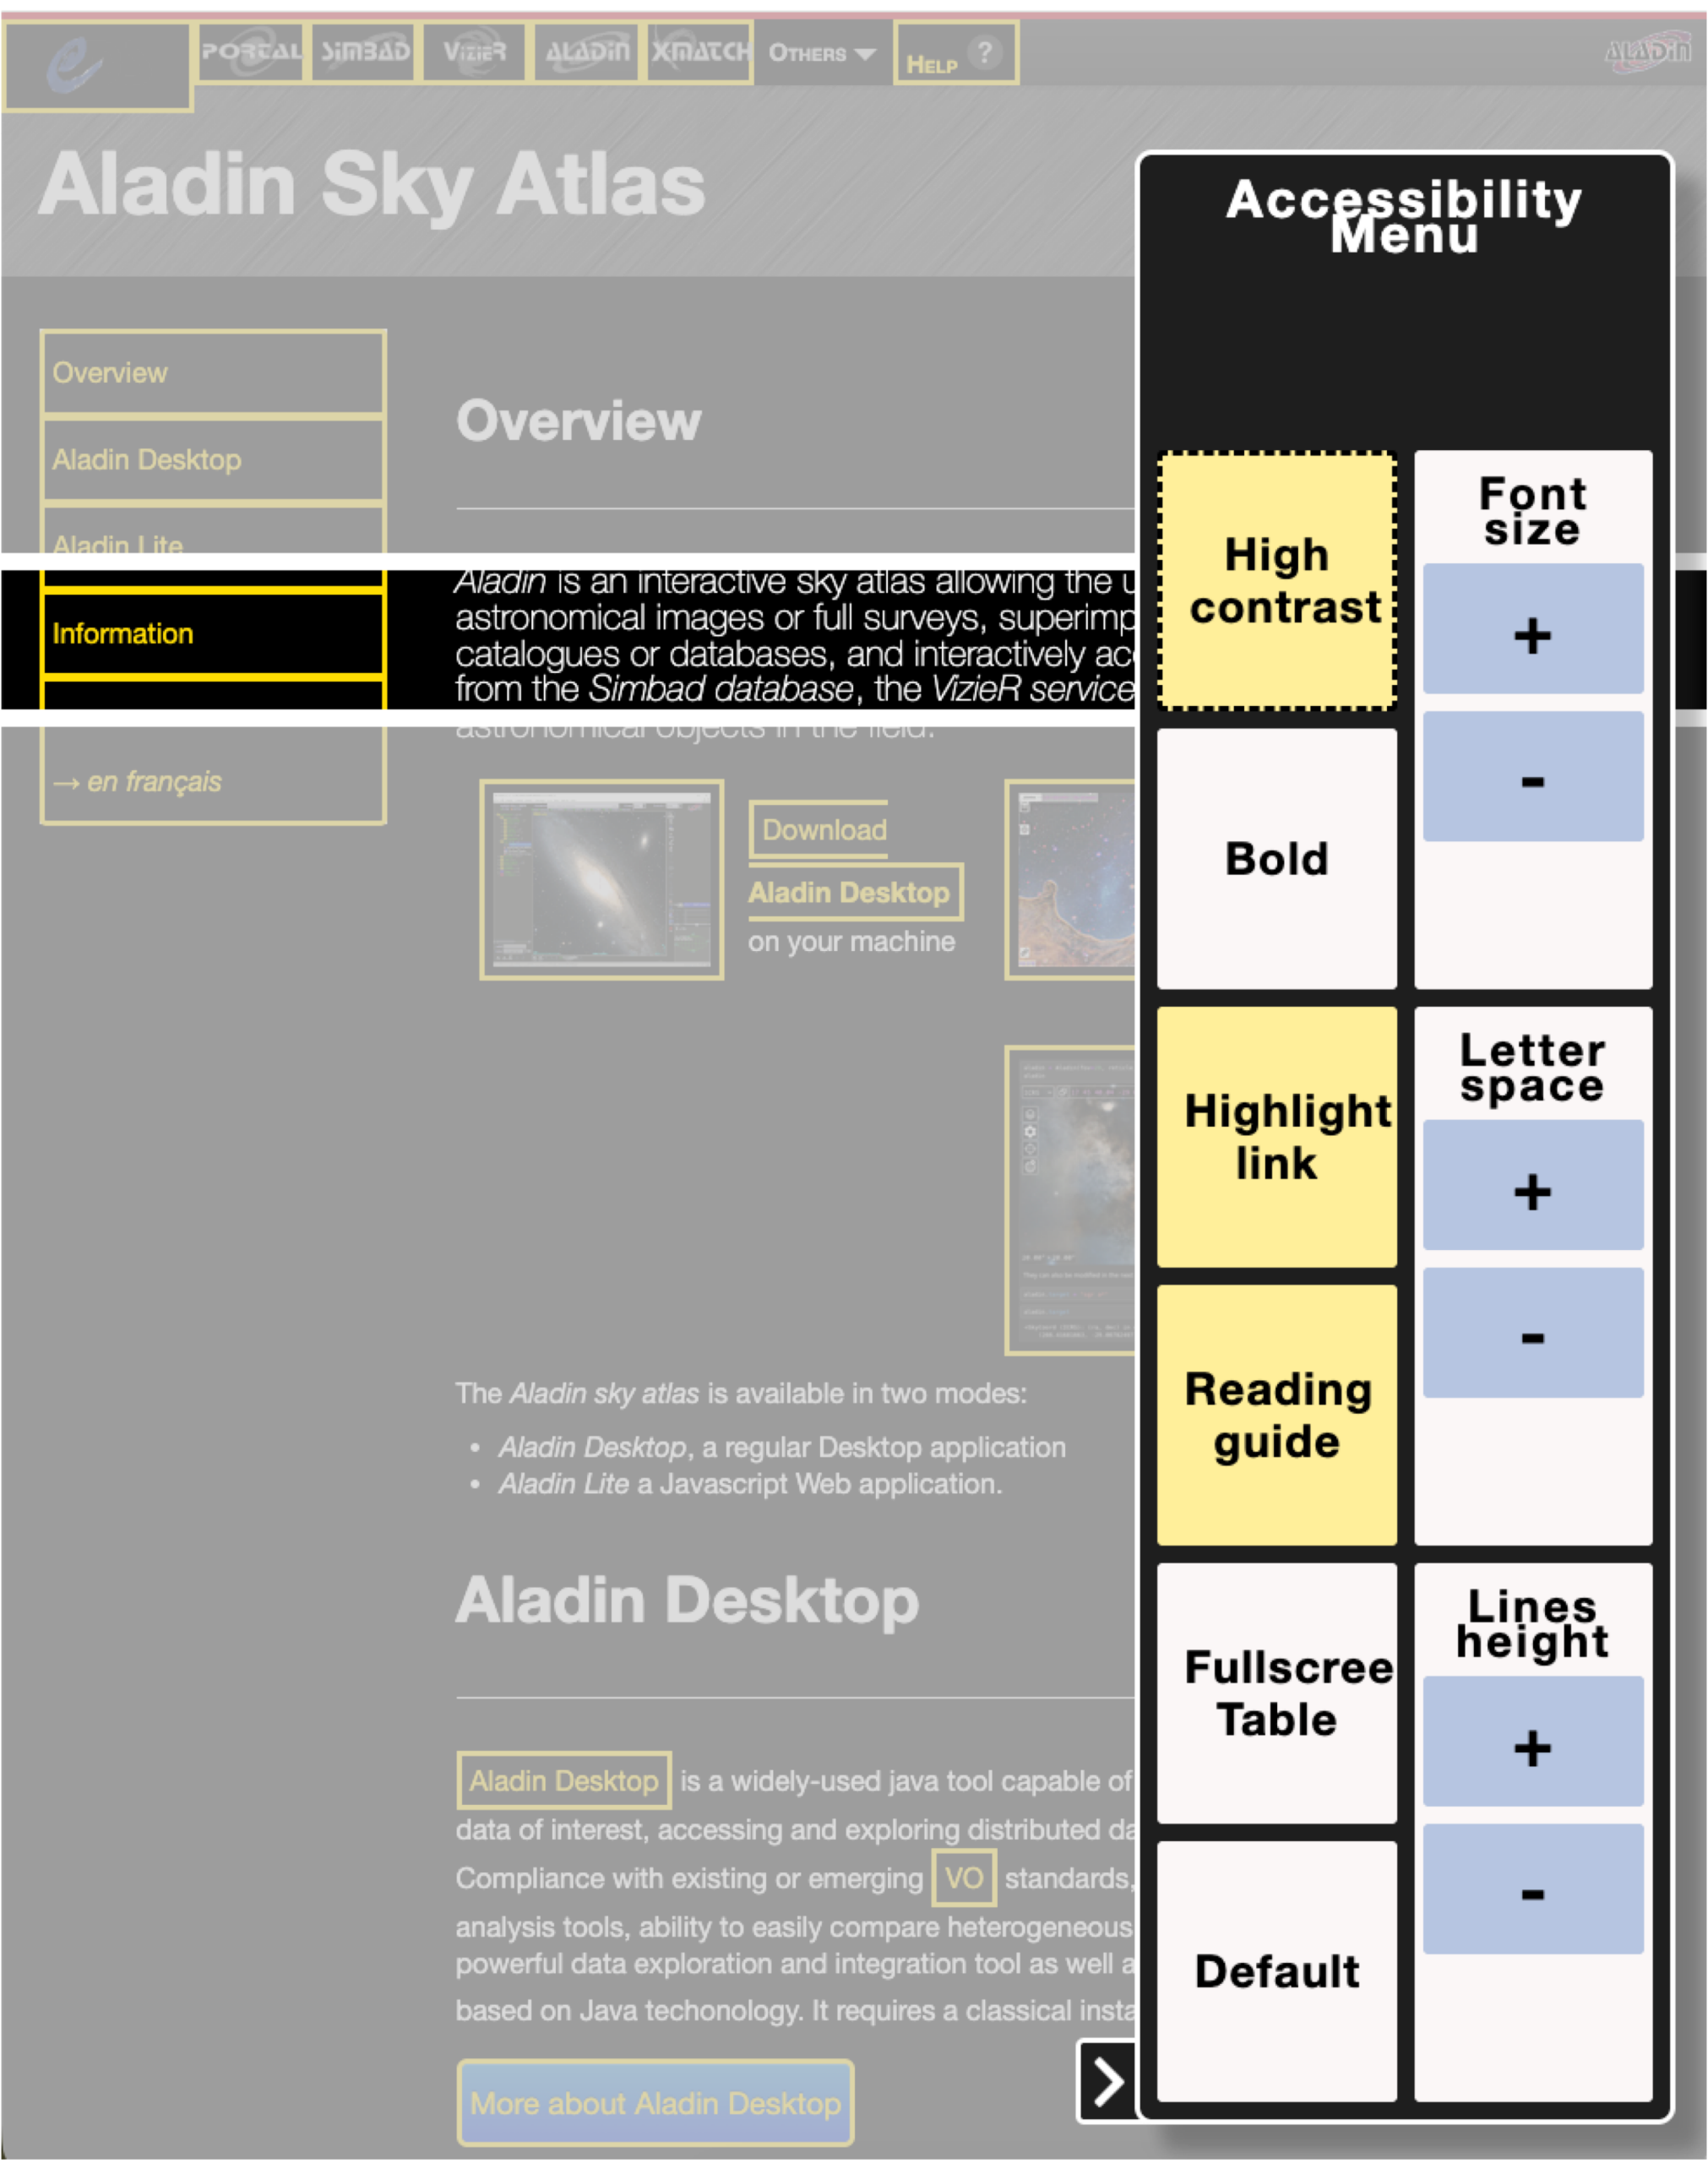 PORTAL SIMBAD VIZIER ALADIN XMATCH OTHERS HELP ? ALADIN
Aladin Sky Atlas
Overview
Aladin Desktop
Aladin Lite
Information
→ en français
Overview
Aladin is an interactive sky atlas allowing the u
astronomical images or full surveys, superimp
catalogues or databases, and interactively ac
from the Simbad database, the VizieR service
astronomical objects in the field.
Download
Aladin Desktop
on your machine
The Aladin sky atlas is available in two modes:
• Aladin Desktop, a regular Desktop application
• Aladin Lite a Javascript Web application.
Aladin Desktop
Aladin Desktop is a widely-used java tool capable of
data of interest, accessing and exploring distributed da
Compliance with existing or emerging VO standards,
analysis tools, ability to easily compare heterogeneous
powerful data exploration and integration tool as well a
based on Java techonology. It requires a classical insta
More about Aladin Desktop
Accessibility
Menu
High
contrast
Bold
Highlight
link
Reading
guide
Fullscree
Table
Default
Font
size
+
-
Letter
space
+
-
Lines
height
+
-